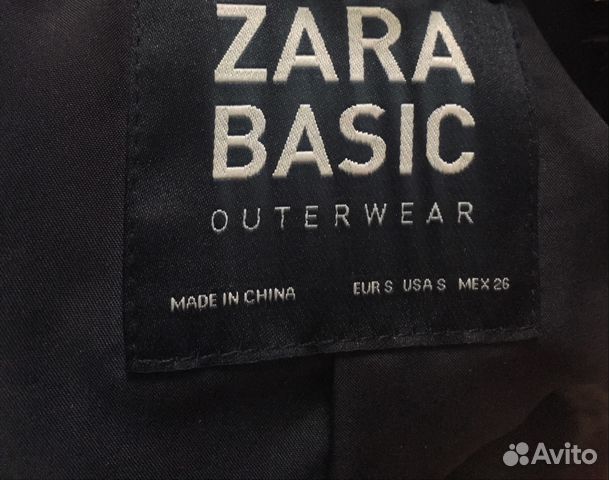 ZARA
BASIC
OUTERWEAR
MADE IN CHINA EUR S USA S MEX 26
Avito